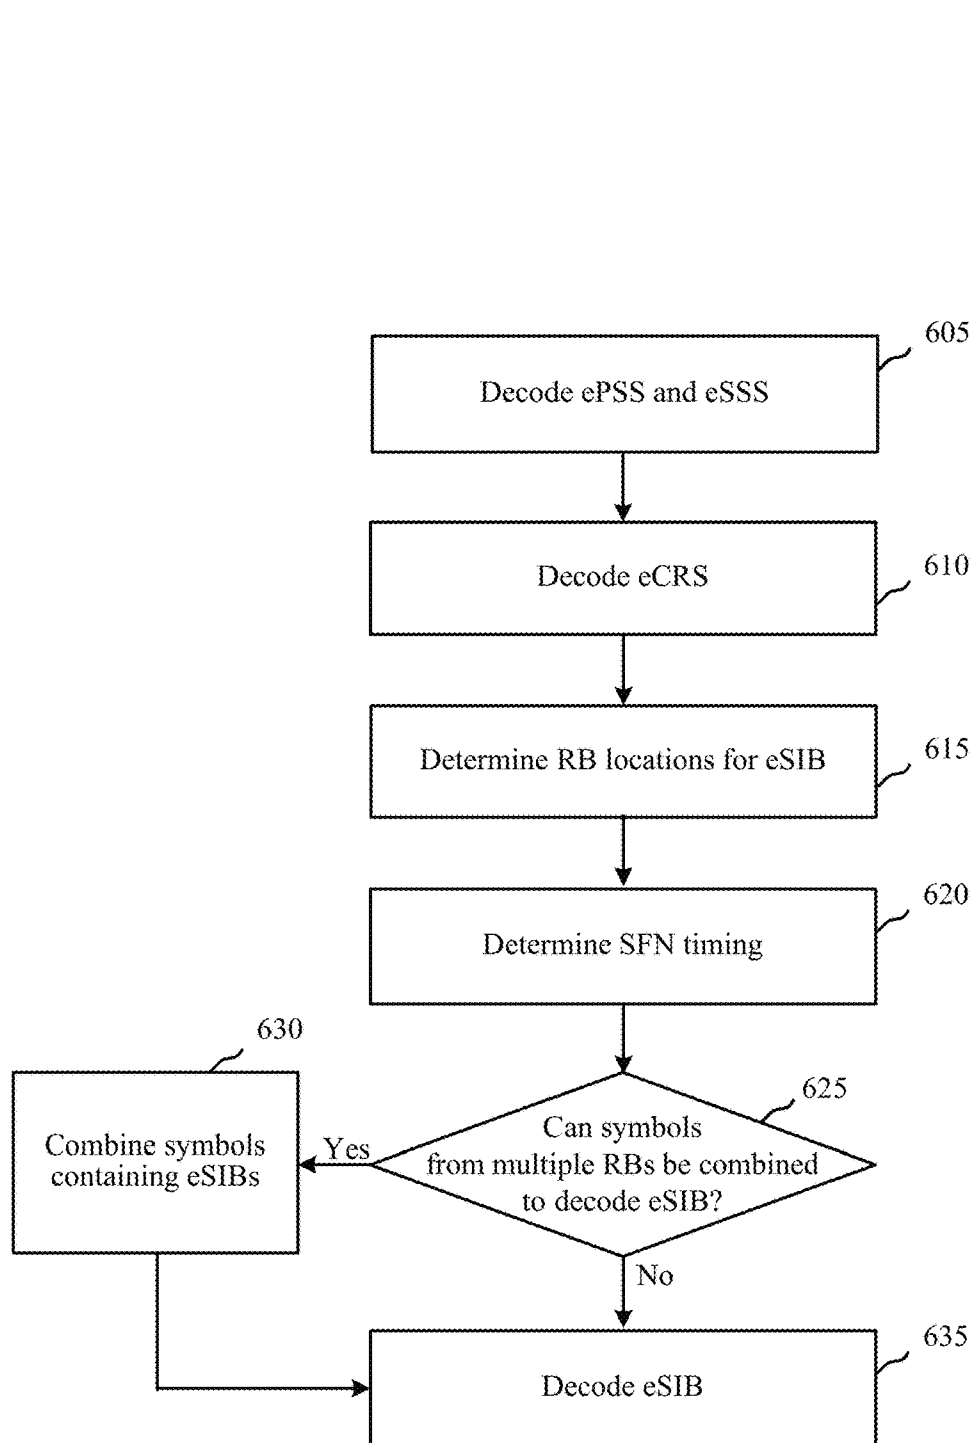 605
Decode ePSS and eSSS
610
Decode eCRS
615
Determine RB locations for eSIB
620
Determine SFN timing
630
625
Combine symbols
containing eSIBs
Yes
Can symbols
from multiple RBs be combined
to decode eSIB?
No
635
Decode eSIB